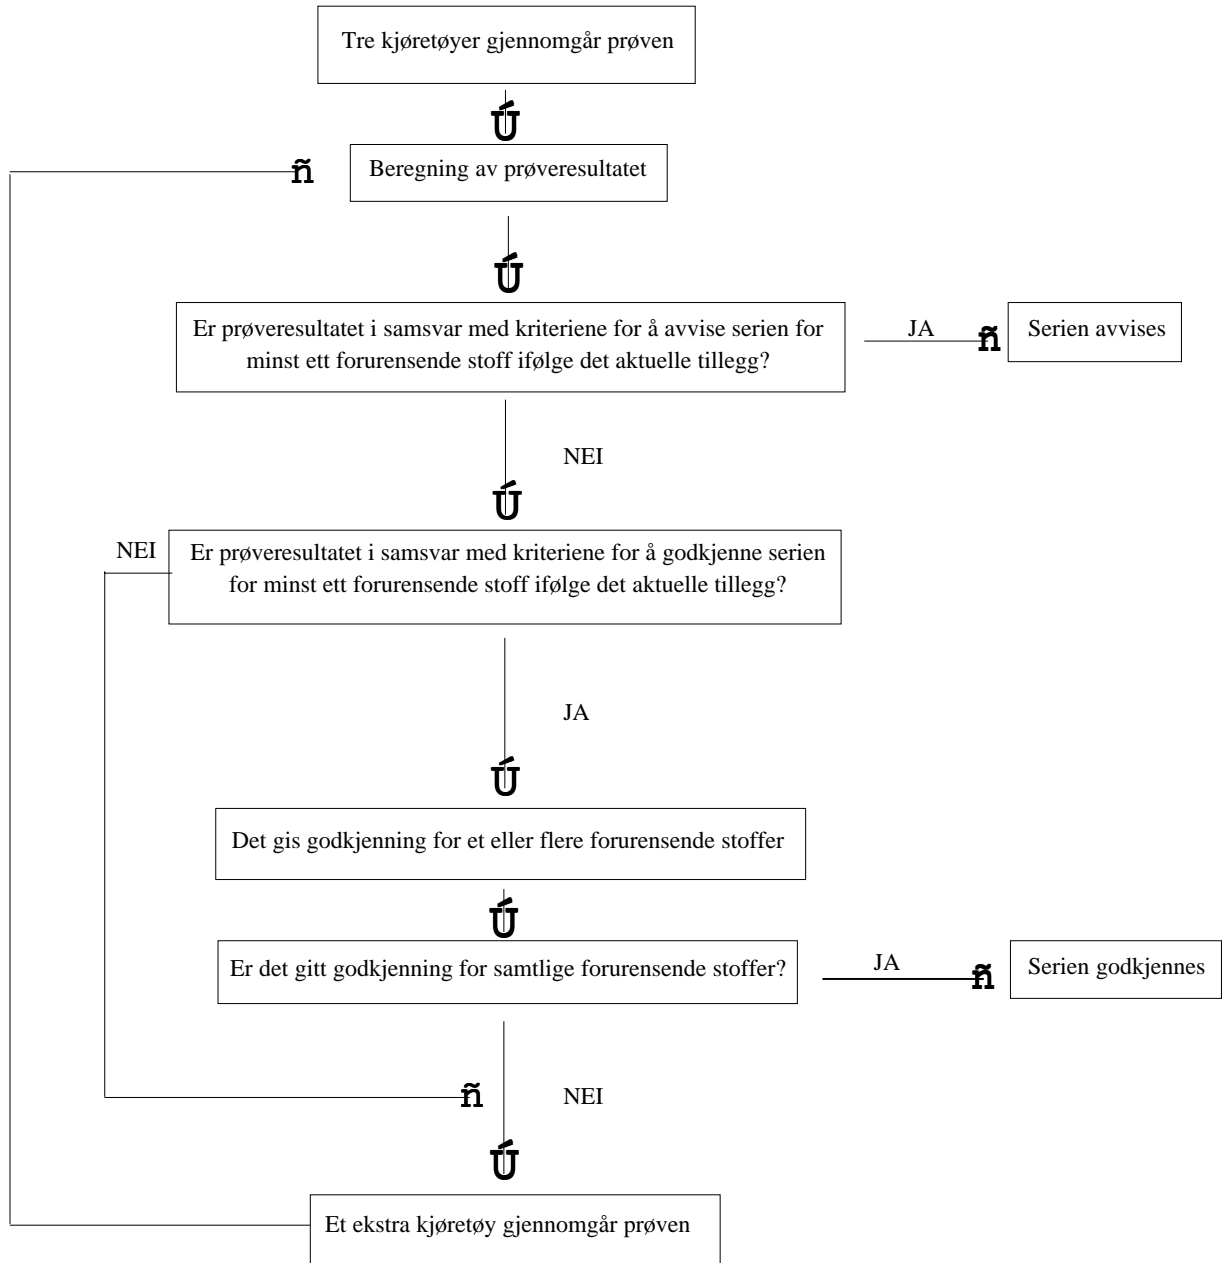 Tre kjøretøyer gjennomgår prøven
Ú
ñ
Beregning av prøveresultatet
Ú
Er prøveresultatet i samsvar med kriteriene for å avvise serien for
minst ett forurensende stoff ifølge det aktuelle tillegg?
JA
ñ
Serien avvises
NEI
Ú
NEI
Er prøveresultatet i samsvar med kriteriene for å godkjenne serien
for minst ett forurensende stoff ifølge det aktuelle tillegg?
JA
Ú
Det gis godkjenning for et eller flere forurensende stoffer
Ú
Er det gitt godkjenning for samtlige forurensende stoffer?
JA
ñ
Serien godkjennes
ñ
NEI
Ú
Et ekstra kjøretøy gjennomgår prøven